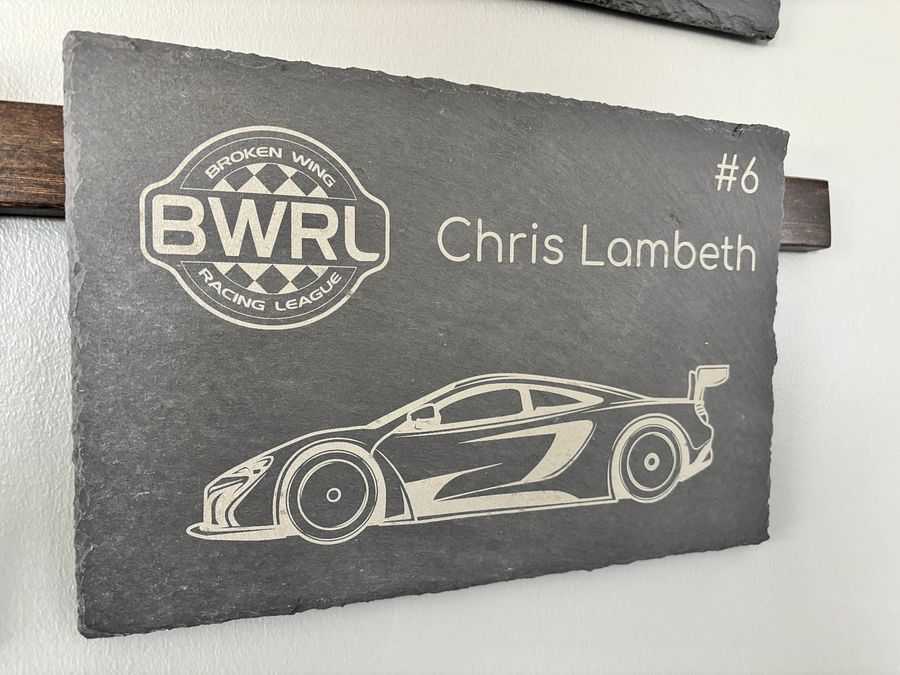 BROKEN WING
BWRL
RACING LEAGUE
#6
Chris Lambeth